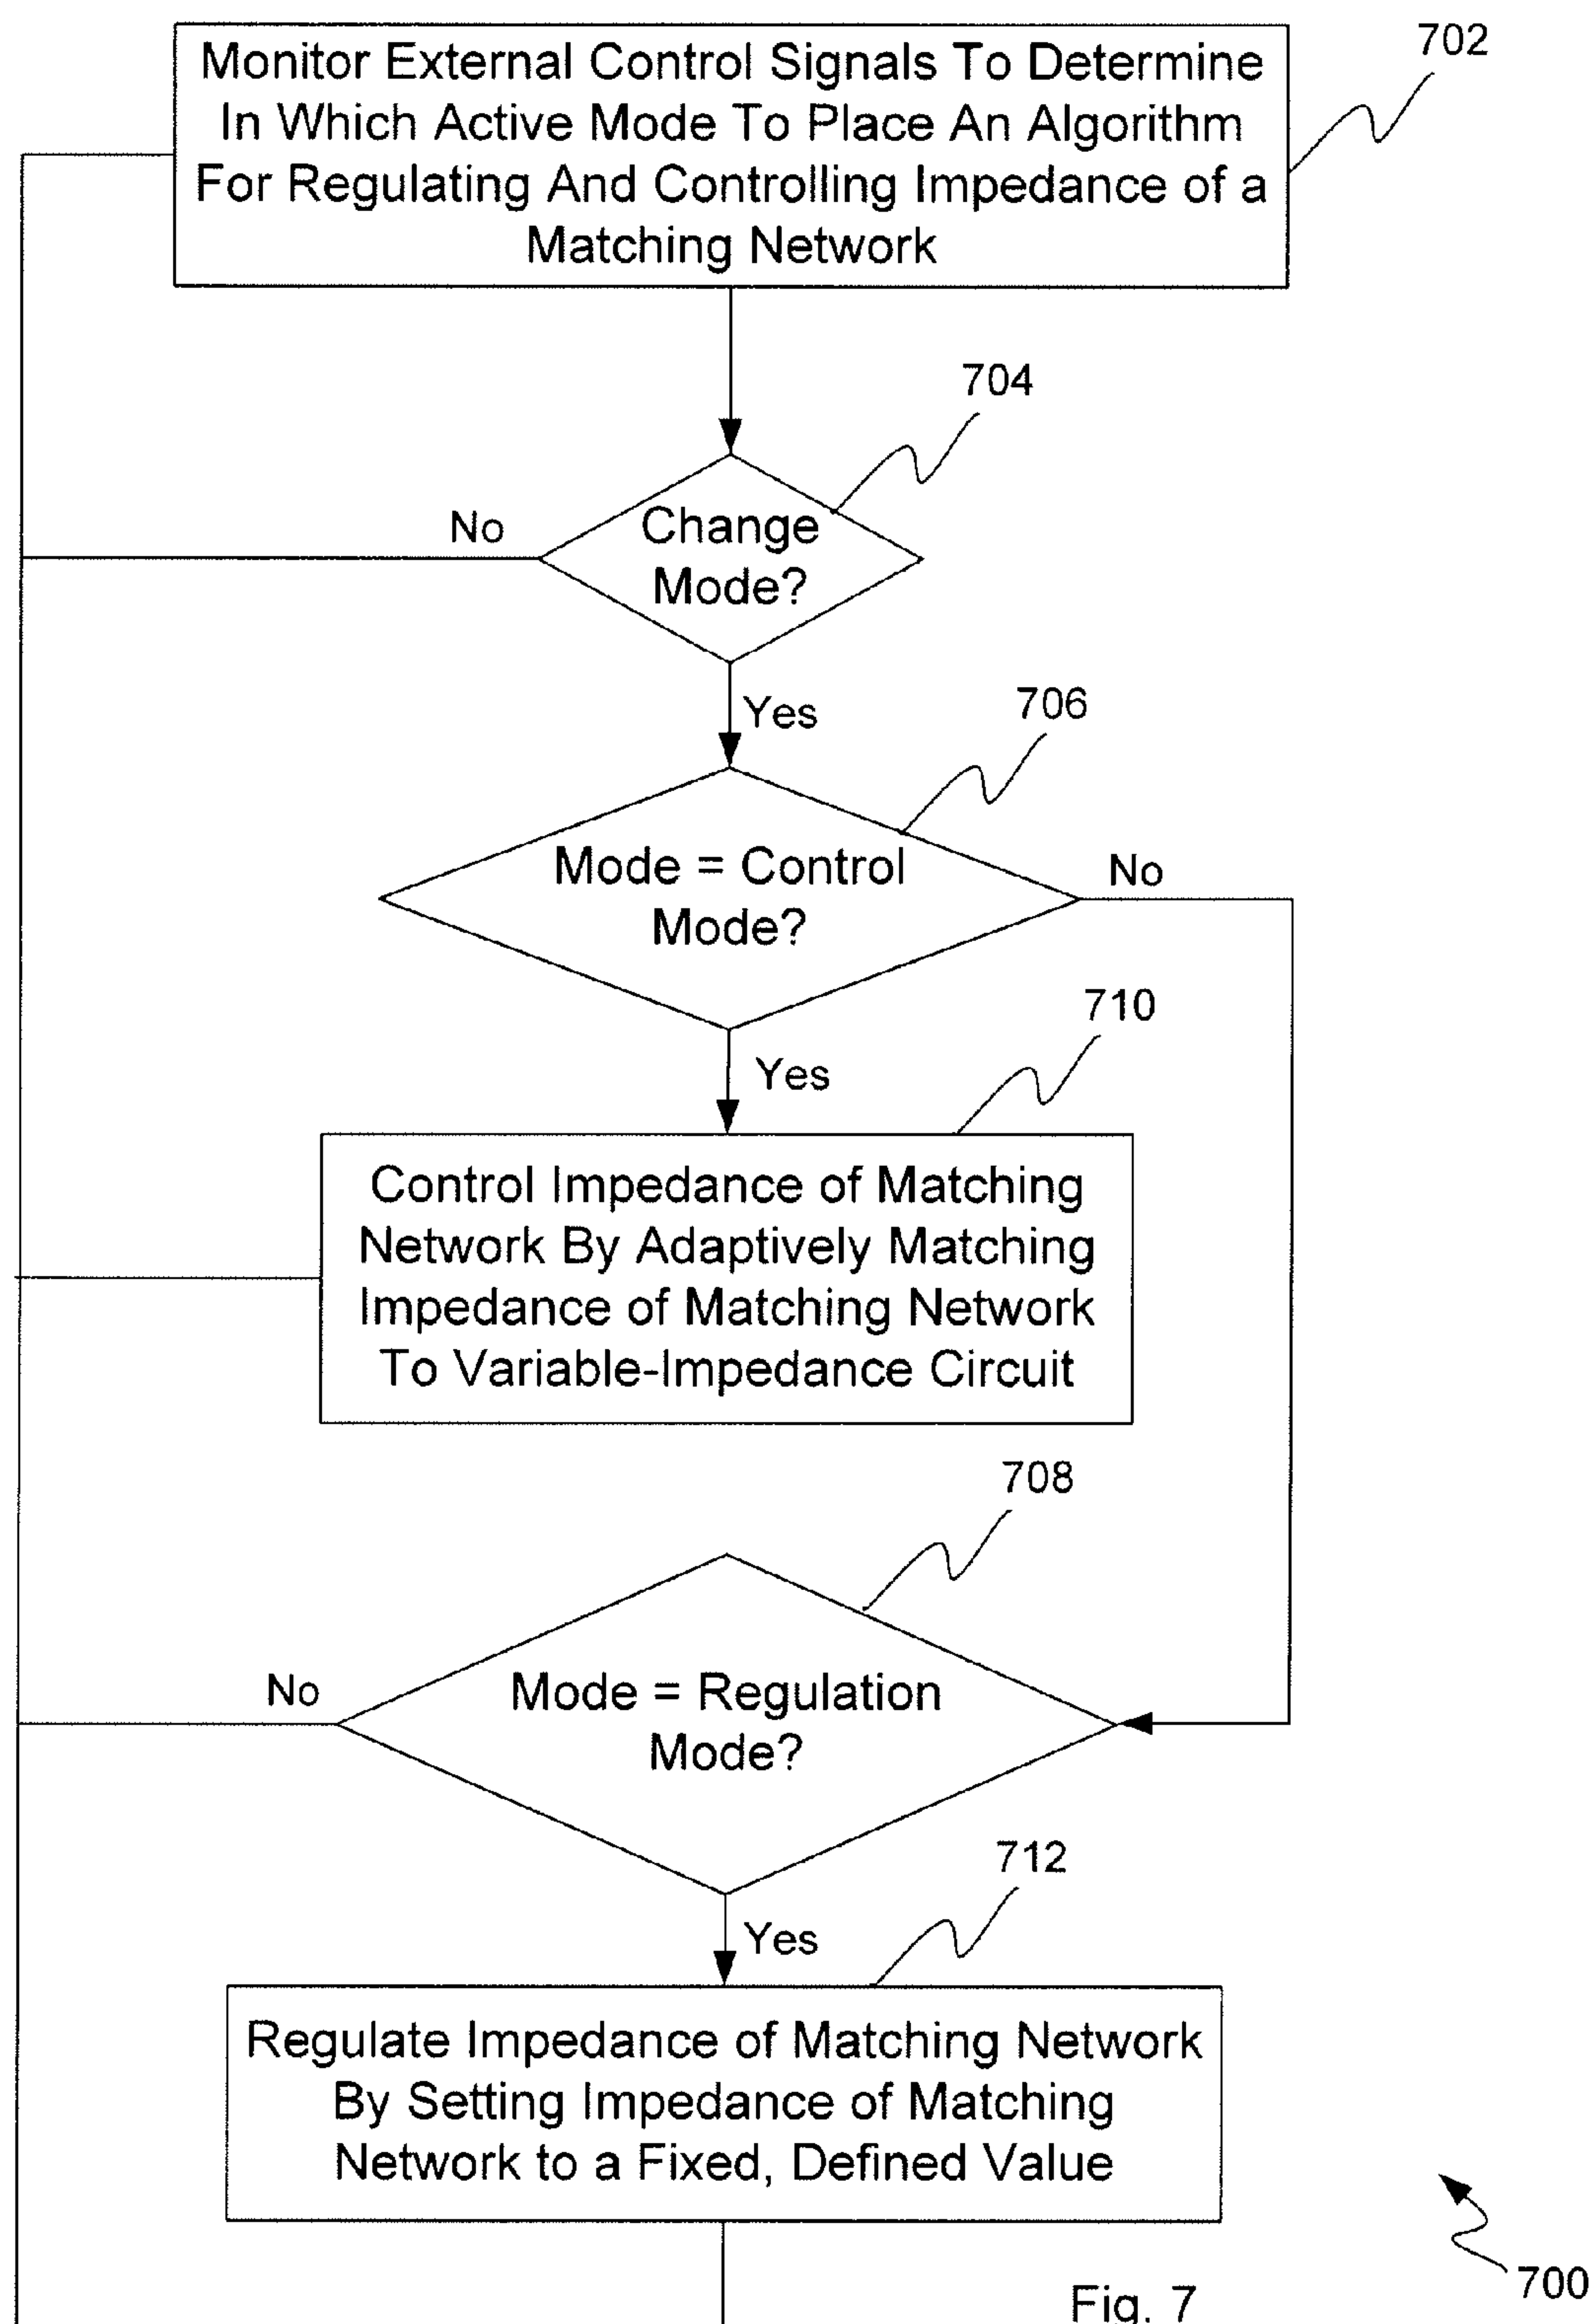 702
Monitor External Control Signals To Determine
In Which Active Mode To Place An Algorithm
For Regulating And Controlling Impedance of a
Matching Network
704
No
Change
Mode?
Yes
706
Mode = Control
Mode?
No
710
Yes
Control Impedance of Matching
Network By Adaptively Matching
Impedance of Matching Network
To Variable-Impedance Circuit
708
No
Mode = Regulation
Mode?
712
Yes
Regulate Impedance of Matching Network
By Setting Impedance of Matching
Network to a Fixed, Defined Value
700
Fig. 7